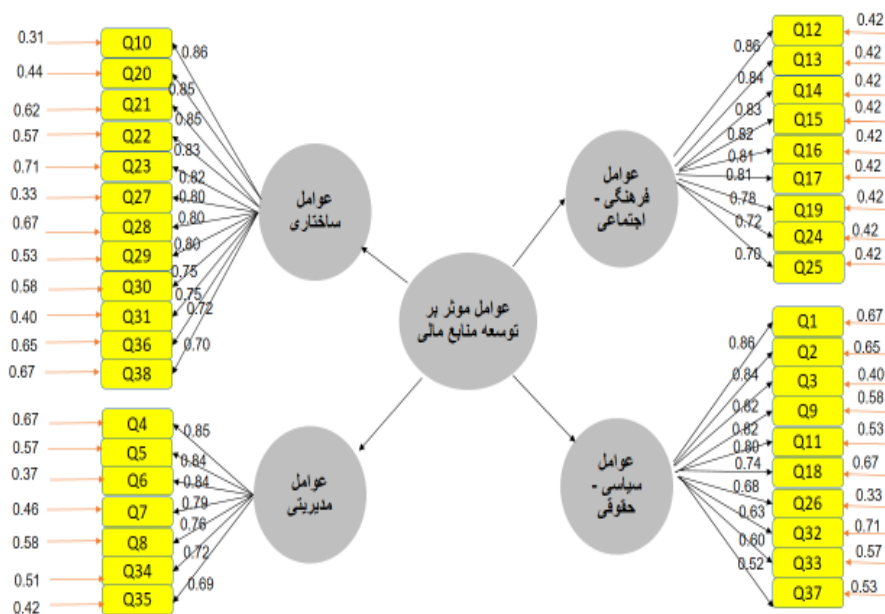 0.31
Q10
0.86
0.44
Q20
0.85
0.62
Q21
0.85
0.57
Q22
0.83
0.71
Q23
0.82
0.33
Q27
0.80
0.67
Q28
0.80
0.53
Q29
0.80
0.58
Q30
0.75
0.40
Q31
0.75
0.65
Q36
0.72
0.67
Q38
0.70
عوامل
ساختاری
0.67
Q4
0.85
0.57
Q5
0.84
0.37
Q6
0.84
0.46
Q7
0.79
0.58
Q8
0.76
0.51
Q34
0.72
0.42
Q35
0.69
عوامل
مدیریتی
عوامل موثر بر
توسعه منابع مالی
عوامل
فرهنگی -
اجتماعی
0.86
Q12
0.42
0.84
Q13
0.42
0.83
Q14
0.42
0.82
Q15
0.42
0.81
Q16
0.42
0.81
Q17
0.42
0.78
Q19
0.42
0.72
Q24
0.42
0.70
Q25
0.42
عوامل
سیاسی -
حقوقی
0.86
Q1
0.67
0.84
Q2
0.65
0.82
Q3
0.40
0.82
Q9
0.58
0.80
Q11
0.53
0.74
Q18
0.67
0.68
Q26
0.33
0.63
Q32
0.71
0.60
Q33
0.57
0.52
Q37
0.53